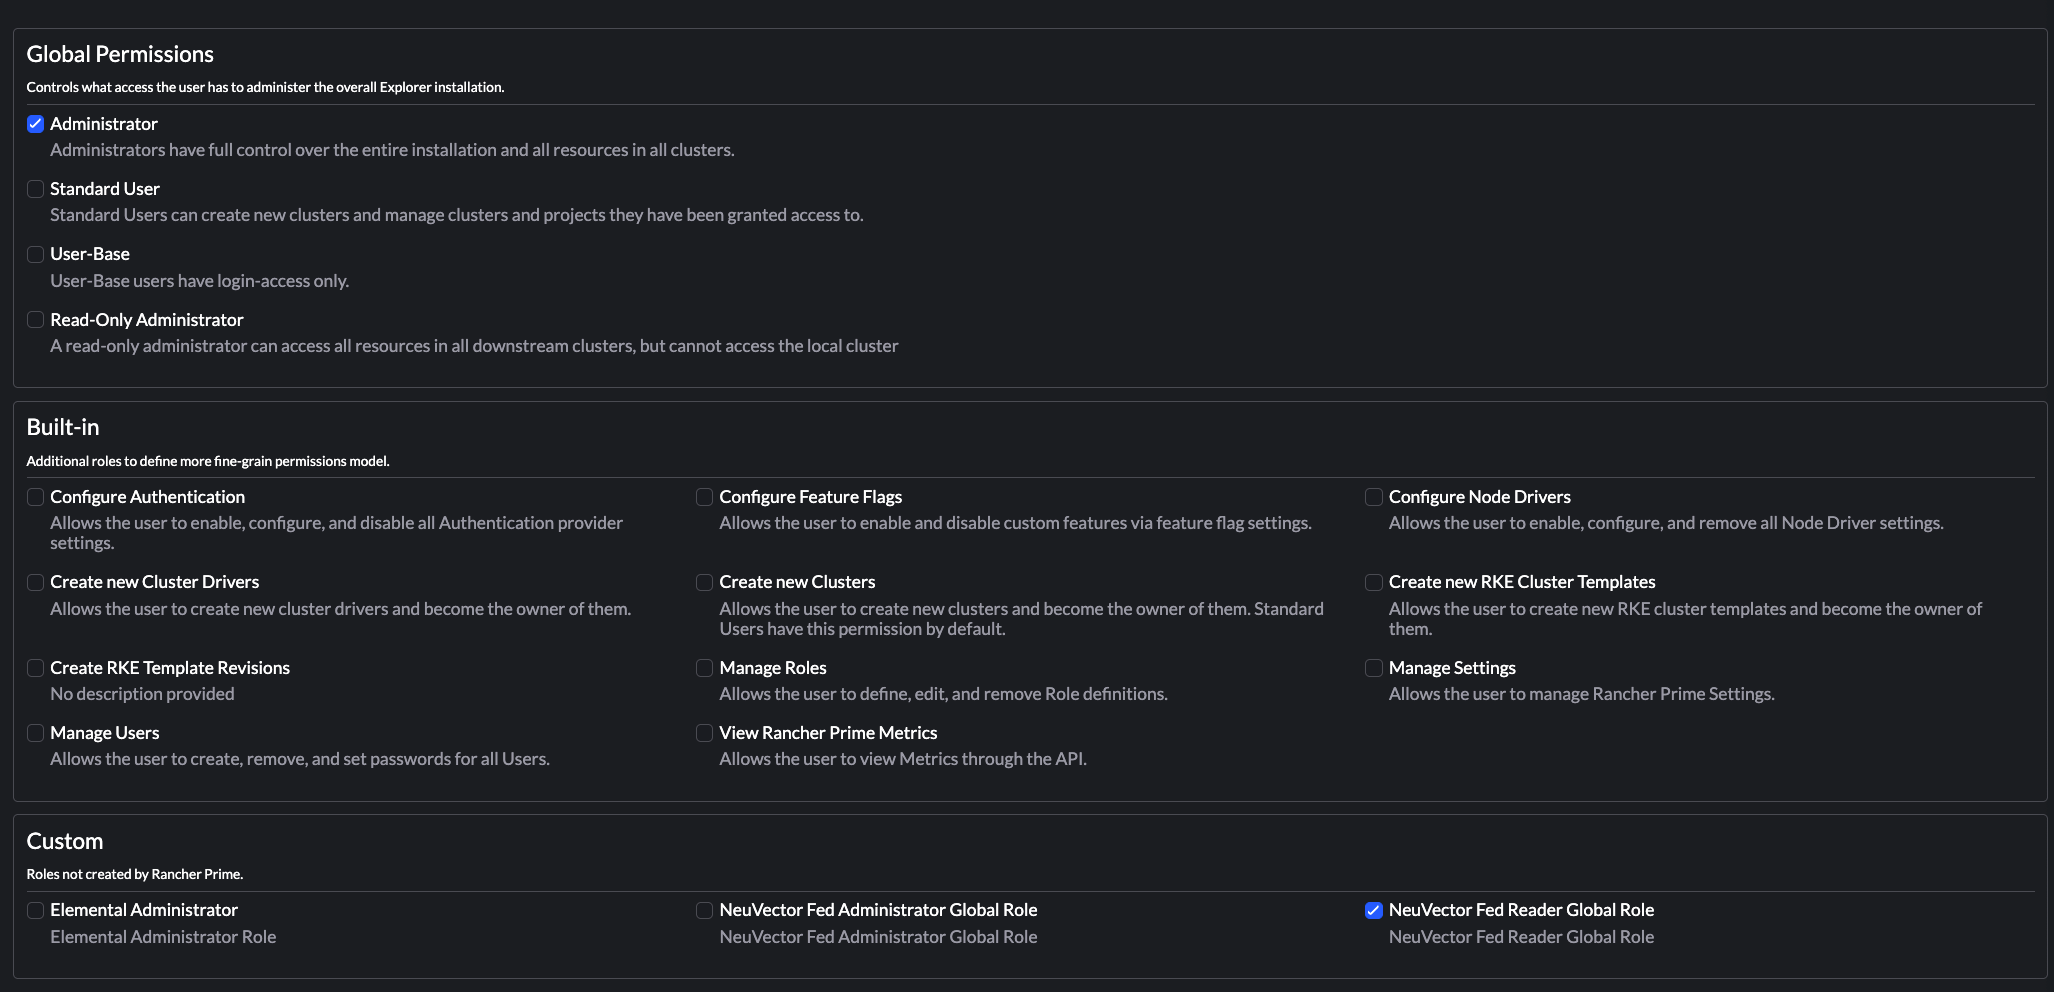 Global Permissions
Controls what access the user has to administer the overall Explorer installation.
Administrator
Administrators have full control over the entire installation and all resources in all clusters.
Standard User
Standard Users can create new clusters and manage clusters and projects they have been granted access to.
User-Base
User-Base users have login-access only.
Read-Only Administrator
A read-only administrator can access all resources in all downstream clusters, but cannot access the local cluster
Built-in
Additional roles to define more fine-grain permissions model.
Configure Authentication
Allows the user to enable, configure, and disable all Authentication provider
settings.
Configure Feature Flags
Allows the user to enable and disable custom features via feature flag settings.
Configure Node Drivers
Allows the user to enable, configure, and remove all Node Driver settings.
Create new Cluster Drivers
Allows the user to create new cluster drivers and become the owner of them.
Create new Clusters
Allows the user to create new clusters and become the owner of them. Standard
Users have this permission by default.
Create new RKE Cluster Templates
Allows the user to create new RKE cluster templates and become the owner of
them.
Create RKE Template Revisions
No description provided
Manage Roles
Allows the user to define, edit, and remove Role definitions.
Manage Settings
Allows the user to manage Rancher Prime Settings.
Manage Users
Allows the user to create, remove, and set passwords for all Users.
View Rancher Prime Metrics
Allows the user to view Metrics through the API.
Custom
Roles not created by Rancher Prime.
Elemental Administrator
Elemental Administrator Role
NeuVector Fed Administrator Global Role
NeuVector Fed Administrator Global Role
NeuVector Fed Reader Global Role
NeuVector Fed Reader Global Role